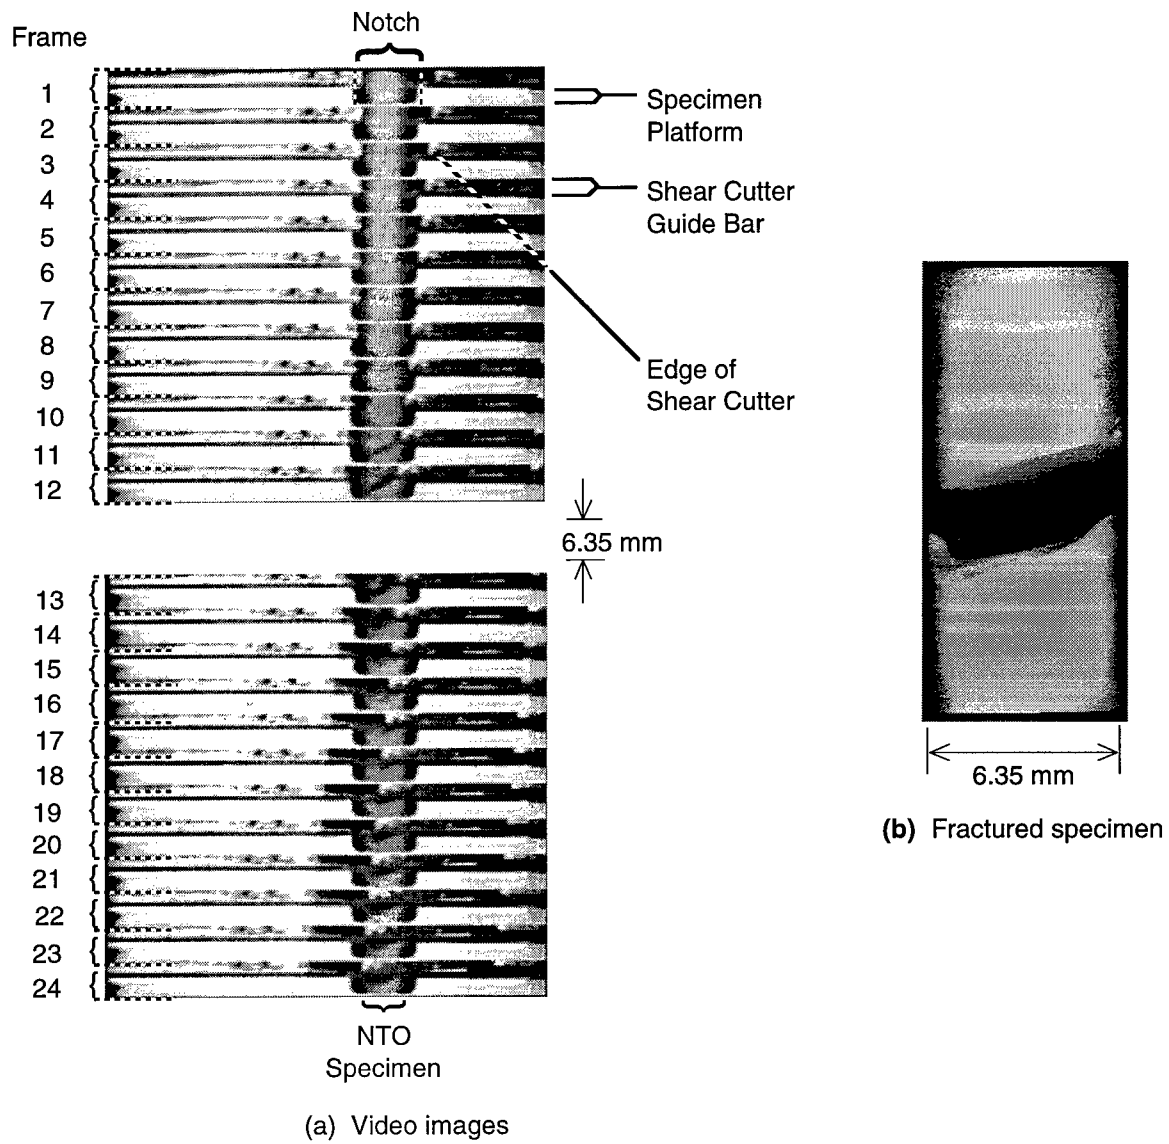 Notch
Frame
1
2
3
4
5
6
7
8
9
10
11
12
Specimen
Platform
Shear Cutter
Guide Bar
Edge of
Shear Cutter
6.35 mm
13
14
15
16
17
18
19
20
21
22
23
24
NTO
Specimen
(a) Video images
6.35 mm
(b) Fractured specimen